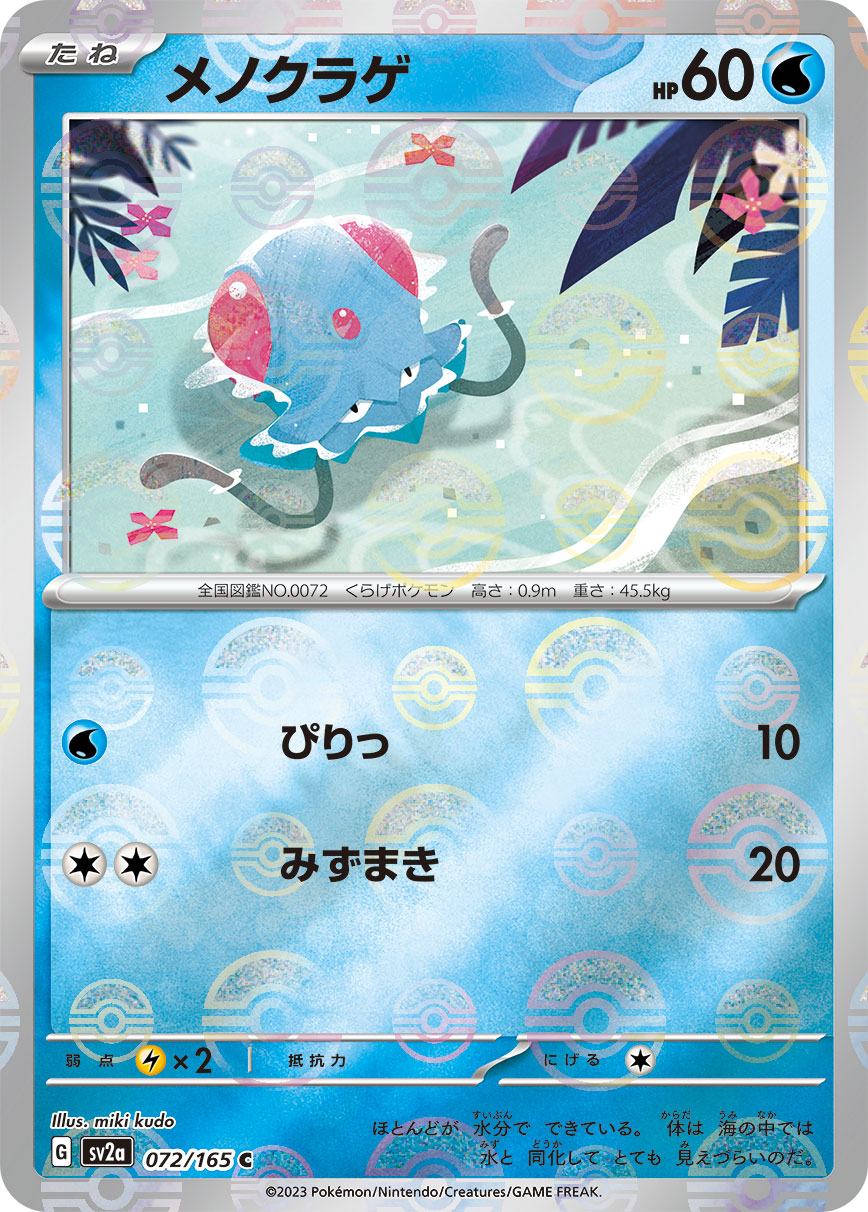 たね メノクラゲ HP60
全国図鑑NO.0072 くらげポケモン 高さ:0.9m 重さ:45.5kg
ぴりっ 10
みずまき 20
弱点 ×2 抵抗力 にげる
Illus. miki kudo
G sv2a 072/165 C
ほとんどが 水分で できている。 体は 海の中では
水と 同化して とても 見えづらいのだ。
©2023 Pokémon/Nintendo/Creatures/GAME FREAK.